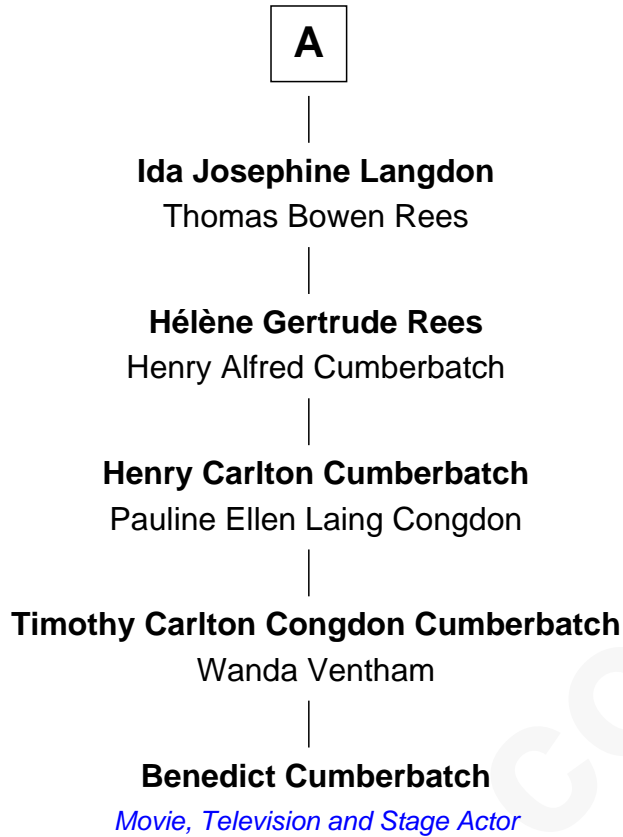 A
Ida Josephine Langdon
Thomas Bowen Rees
Hélène Gertrude Rees
Henry Alfred Cumberbatch
Henry Carlton Cumberbatch
Pauline Ellen Laing Congdon
Timothy Carlton Congdon Cumberbatch
Wanda Ventham
Benedict Cumberbatch
Movie, Television and Stage Actor